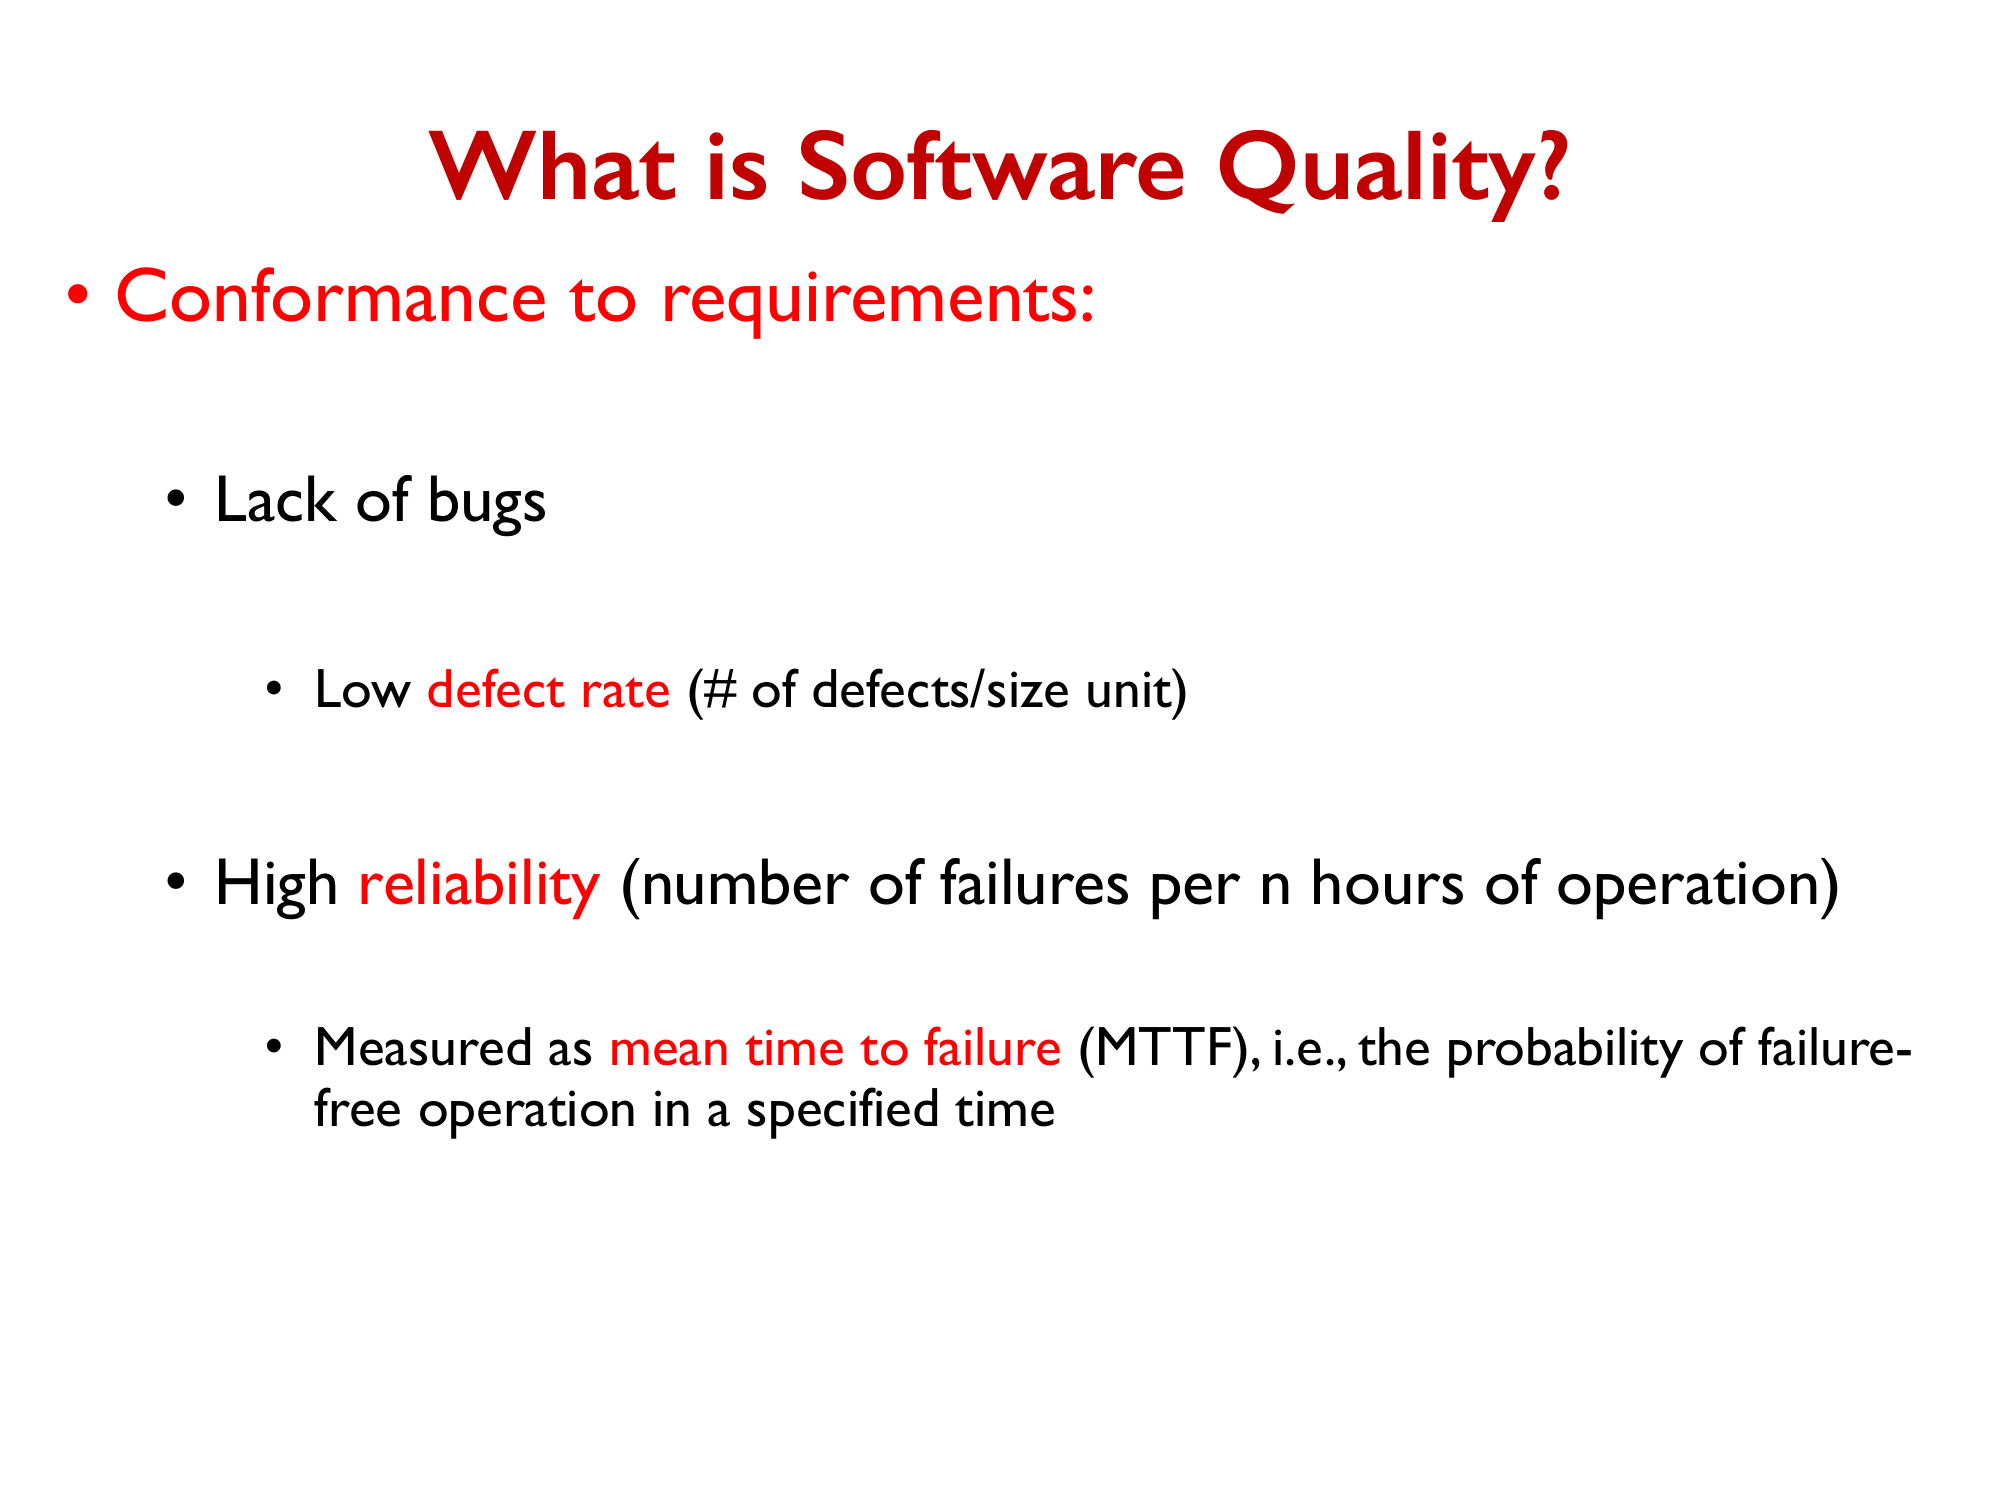 What is Software Quality?
• Conformance to requirements:
• Lack of bugs
• Low defect rate (# of defects/size unit)
• High reliability (number of failures per n hours of operation)
• Measured as mean time to failure (MTTF), i.e., the probability of failure-
free operation in a specified time